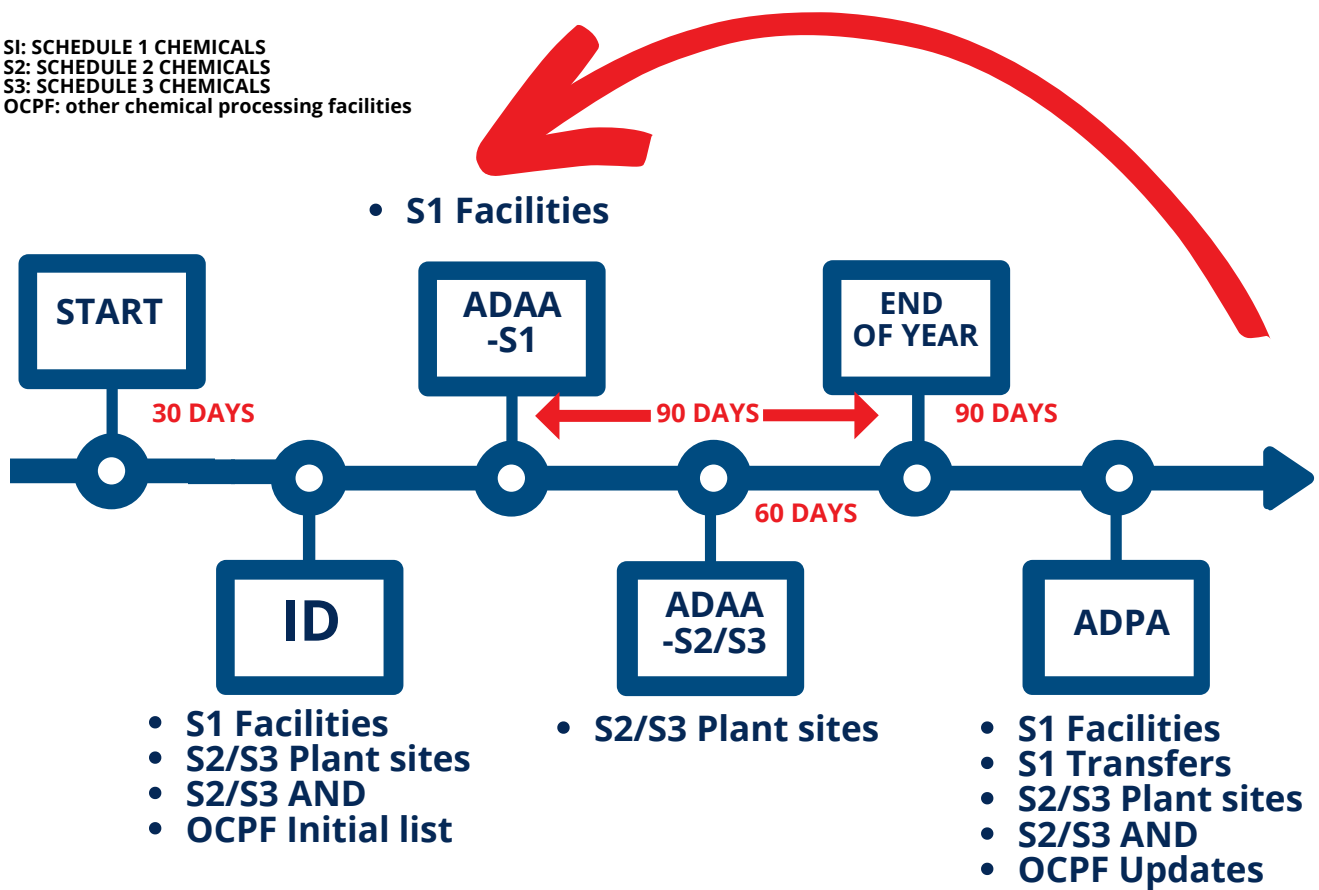 SI: SCHEDULE 1 CHEMICALS
S2: SCHEDULE 2 CHEMICALS
S3: SCHEDULE 3 CHEMICALS
OCPF: other chemical processing facilities
• S1 Facilities
START
ADAA
-S1
END
OF YEAR
30 DAYS
90 DAYS
90 DAYS
60 DAYS
ID
ADAA
-S2/S3
ADPA
• S1 Facilities
• S2/S3 Plant sites
• S2/S3 AND
• OCPF Initial list
• S2/S3 Plant sites
• S1 Facilities
• S1 Transfers
• S2/S3 Plant sites
• S2/S3 AND
• OCPF Updates